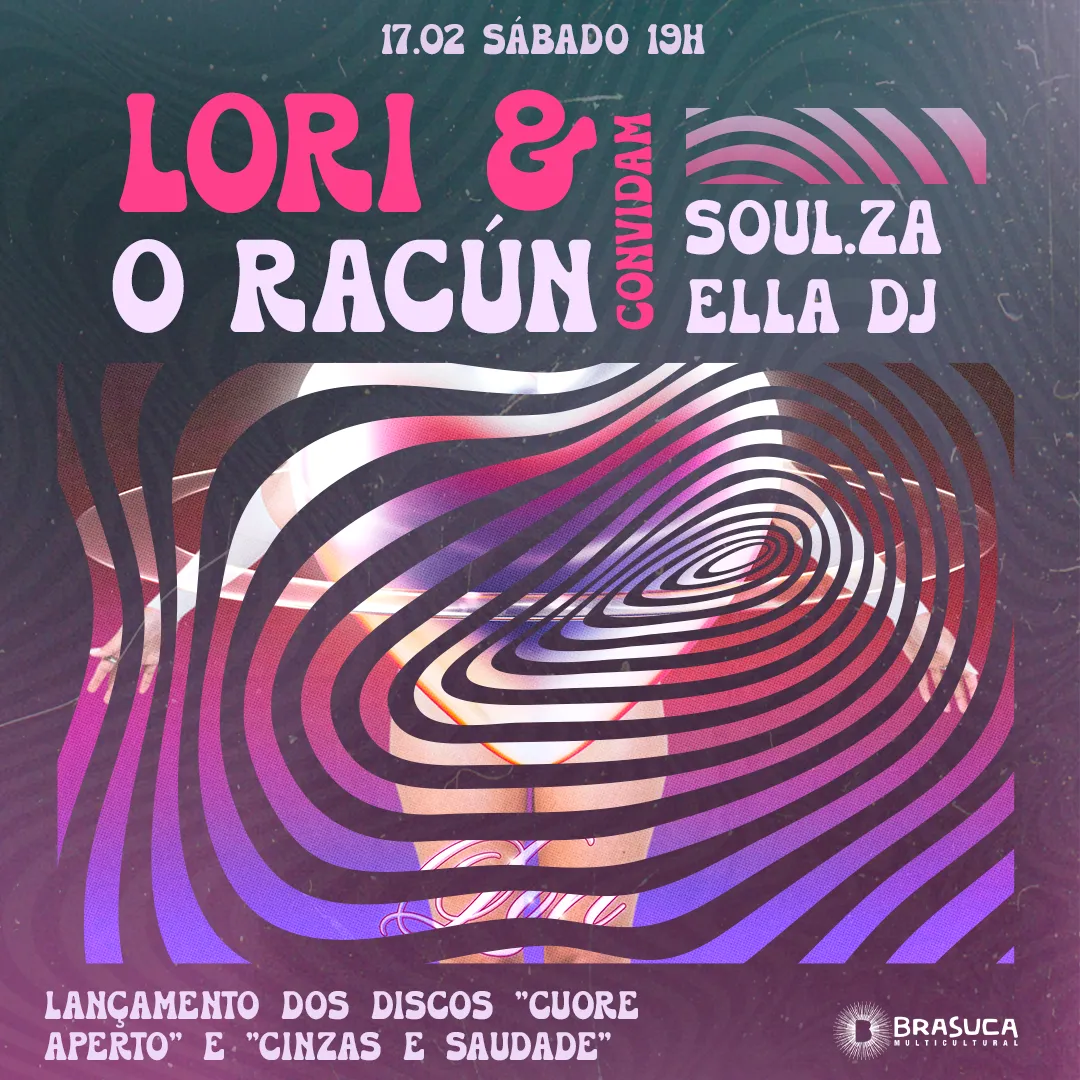 17.02 SÁBADO 19H
LORI &
O RACÚN
CONVIDAM
SOUL.ZA
ELLA DJ
Lori
LANÇAMENTO DOS DISCOS "CUORE
APERTO" E "CINZAS E SAUDADE"
BRASUCA
MULTICULTURAL